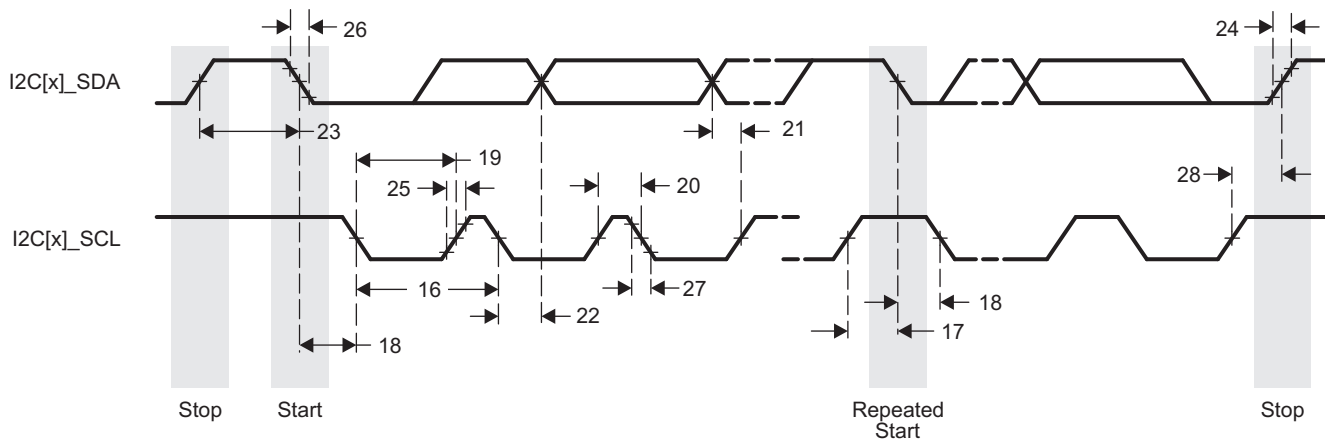 26
24
I2C[x]_SDA
23
21
19
25
20
28
I2C[x]_SCL
16
27
18
22
17
18
Stop
Start
Repeated
Start
Stop